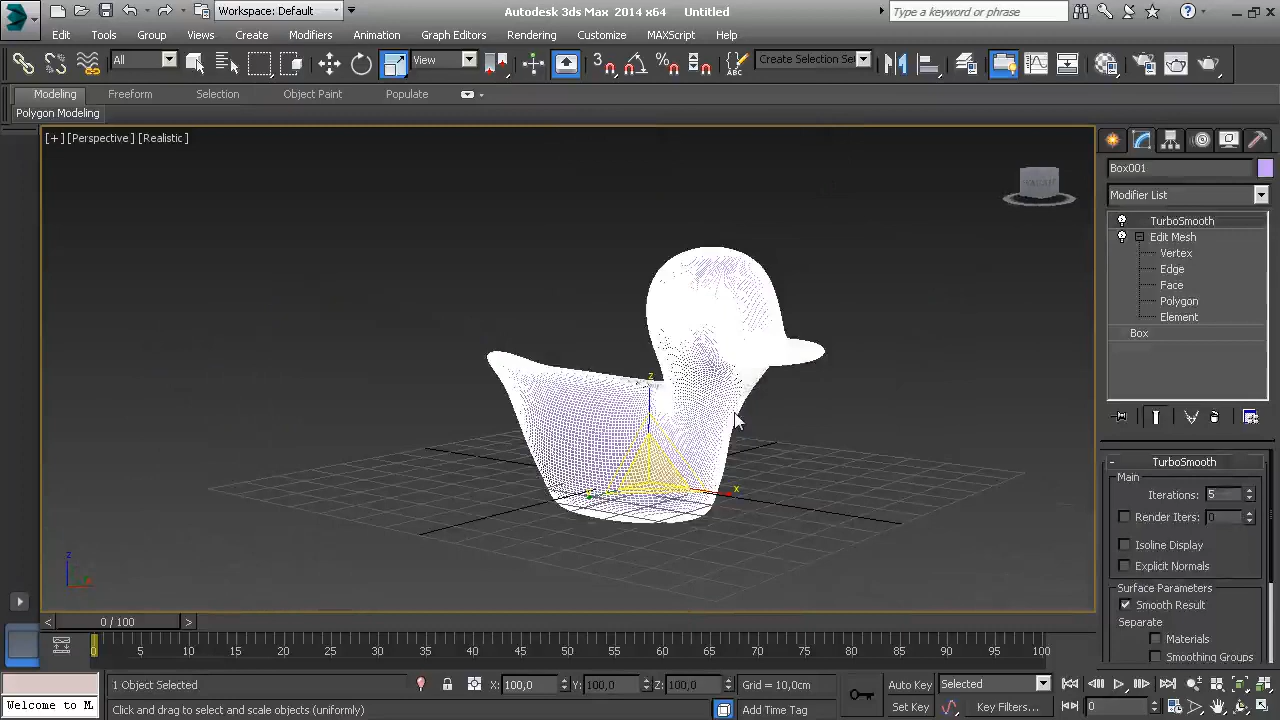 Workspace: Default
Autodesk 3ds Max 2014 x64
Untitled
Type a keyword or phrase
Edit Tools Group Views Create Modifiers Animation Graph Editors Rendering Customize MAXScript Help
All
View
3
Create Selection Se
Modeling Freeform Selection Object Paint Populate
Polygon Modeling
[+] [Perspective] [Realistic]
Box001
Modifier List
TurboSmooth
Edit Mesh
Vertex
Edge
Face
Polygon
Element
Box
z
x
z
TurboSmooth
Main
Iterations: 5
Render Iters: 0
Isoline Display
Explicit Normals
Surface Parameters
Smooth Result
Separate
Materials
Smoothing Groups
< 0 / 100 >
0 5 10 15 20 25 30 35 40 45 50 55 60 65 70 75 80 85 90 95 100
1 Object Selected
X: 100,0 Y: 100,0 Z: 100,0
Grid = 10,0cm
Auto Key
Selected
Welcome to M.
Click and drag to select and scale objects (uniformly)
Add Time Tag
Set Key
Key Filters...
0